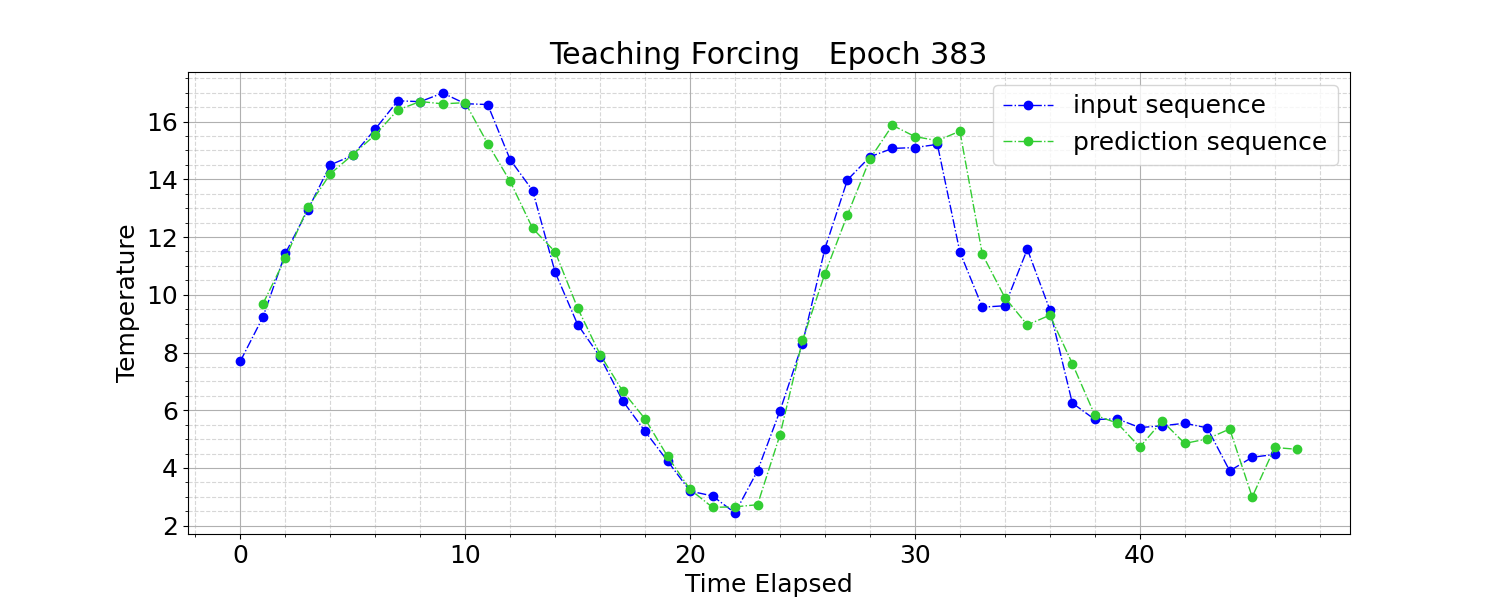 Teaching Forcing   Epoch 383
input sequence
prediction sequence
Temperature
16
14
12
10
8
6
4
2
0 10 20 30 40
Time Elapsed